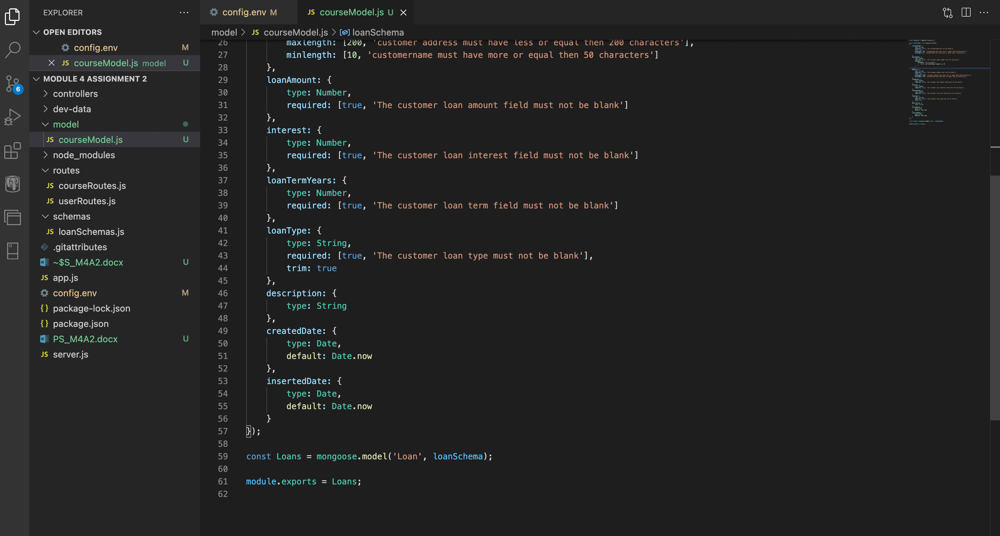 EXPLORER
OPEN EDITORS
config.env M
JS courseModel.js model U
MODULE 4 ASSIGNMENT 2
controllers
dev-data
model
JS courseModel.js U
node_modules
routes
JS courseRoutes.js
JS userRoutes.js
schemas
JS loanSchemas.js
.gitattributes
~$S_M4A2.docx U
JS app.js
config.env M
{} package-lock.json
{} package.json
PS_M4A2.docx U
JS server.js
6
config.env M
JS courseModel.js U
model > JS courseModel.js > loanSchema
26 maxlength: [200, 'customer address must have less or equal then 200 characters'],
27 minlength: [10, 'customername must have more or equal then 50 characters']
28 },
29 loanAmount: {
30 type: Number,
31 required: [true, 'The customer loan amount field must not be blank']
32 },
33 interest: {
34 type: Number,
35 required: [true, 'The customer loan interest field must not be blank']
36 },
37 loanTermYears: {
38 type: Number,
39 required: [true, 'The customer loan term field must not be blank']
40 },
41 loanType: {
42 type: String,
43 required: [true, 'The customer loan type must not be blank'],
44 trim: true
45 },
46 description: {
47 type: String
48 },
49 createdDate: {
50 type: Date,
51 default: Date.now
52 },
53 insertedDate: {
54 type: Date,
55 default: Date.now
56 }
57 });
58
59 const Loans = mongoose.model('Loan', loanSchema);
60
61 module.exports = Loans;
62